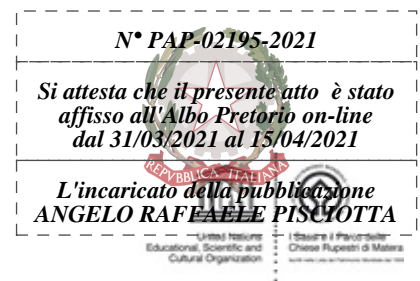 N° PAP-02195-2021
Si attesta che il presente atto è stato
affisso all'Albo Pretorio on-line
dal 31/03/2021 al 15/04/2021
REPVBBLICA ITALIANA
L'incaricato della pubblicazione
ANGELO RAFFAELE PISCIOTTA
United Nations
Educational, Scientific and
Cultural Organization
I Sassi e il Parco delle
Chiese Rupestri di Matera